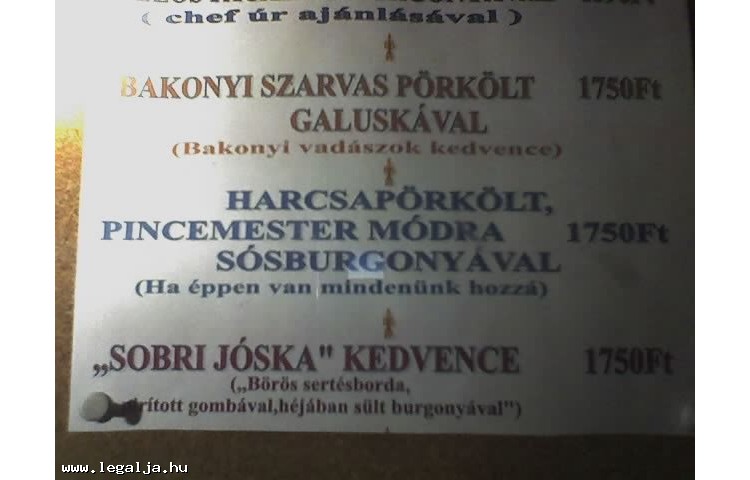 ( chef úr ajánlásával )
BAKONYI SZARVAS PÖRKÖLT 1750Ft
GALUSKÁVAL
(Bakonyi vadászok kedvence)
HARCSAPÖRKÖLT,
PINCEMESTER MÓDRA 1750Ft
SÓSBURGONYÁVAL
(Ha éppen van mindenünk hozzá)
„SOBRI JÓSKA" KEDVENCE 1750Ft
(„Börös sertésborda,
gombával,héjában sült burgonyával")
www.legalja.hu